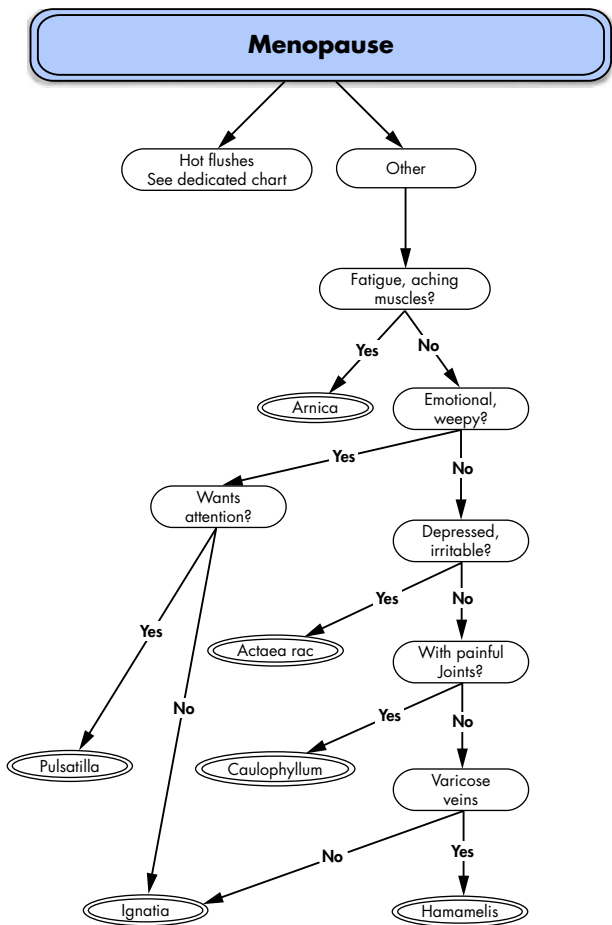 Menopause
Hot flushes
See dedicated chart
Other
Fatigue, aching
muscles?
Yes
No
Arnica
Emotional,
weepy?
Yes
No
Wants
attention?
Depressed,
irritable?
Yes
No
Yes
Actaea rac
With painful
Joints?
No
Yes
No
Pulsatilla
Caulophyllum
Varicose
veins
No
Yes
Ignatia
Hamamelis